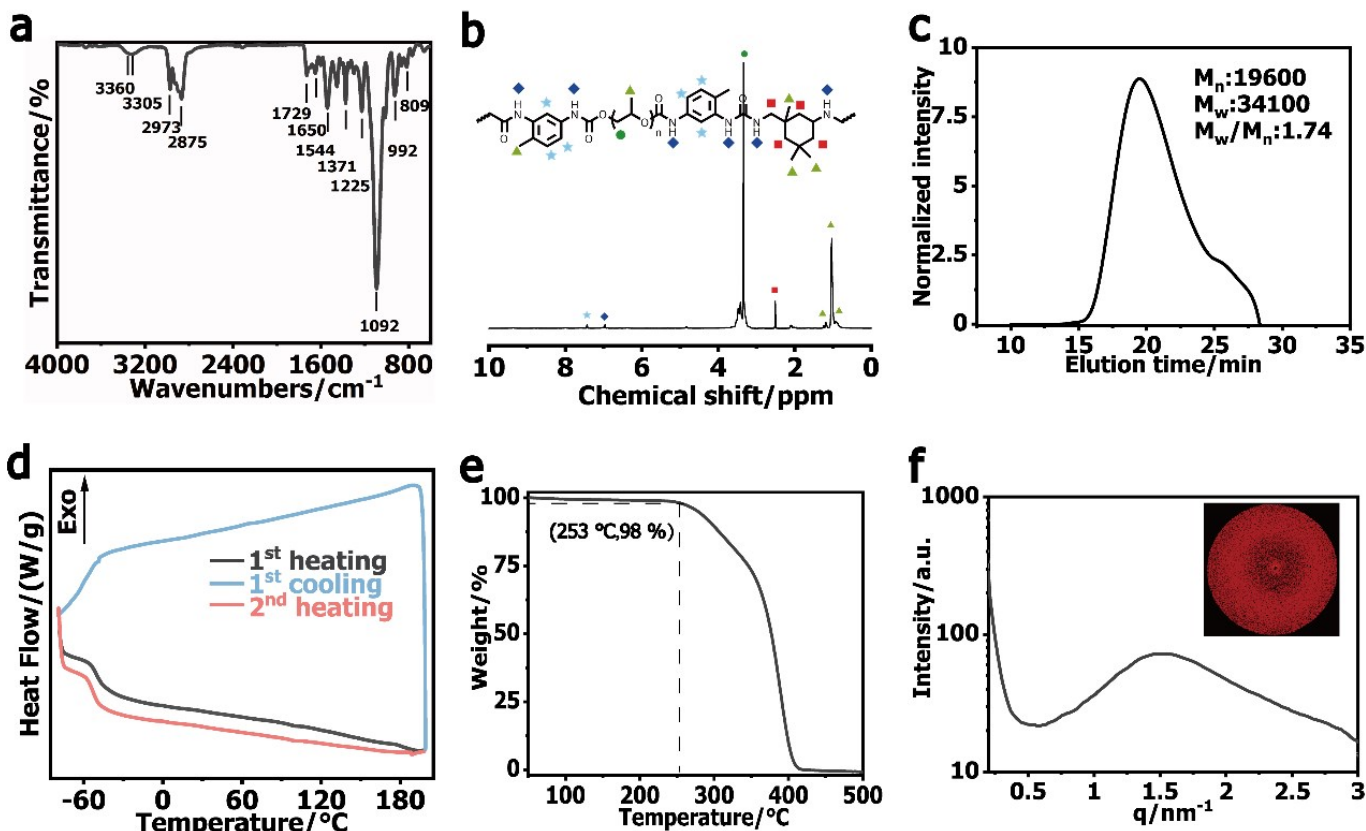 a
Transmittance/%
3360
3305
2973
2875
1729
1650
1544
1371
1225
1092
992
809
4000 3200 2400 1600 800
Wavenumbers/cm⁻¹
b
H N
H N
O
O
O
O
n
O
N H
O
N H
N H
H N
10 8 6 4 2 0
Chemical shift/ppm
c
Normalized intensity
10
7.5
5
2.5
0
Mn:19600
Mw:34100
Mw/Mn:1.74
10 15 20 25 30 35
Elution time/min
d
Exo
Heat Flow/(W/g)
1st heating
1st cooling
2nd heating
-60 0 60 120 180
Temperature/°C
e
Weight/%
100
75
50
25
0
(253 °C,98 %)
100 200 300 400 500
Temperature/°C
f
Intensity/a.u.
1000
100
10
0.5 1 1.5 2 2.5 3
q/nm⁻¹